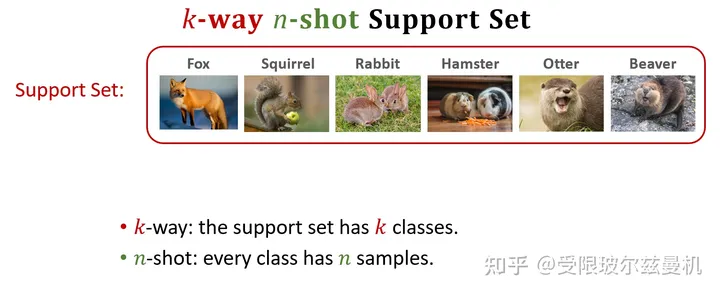 k-way n-shot Support Set
Fox Squirrel Rabbit Hamster Otter Beaver
Support Set:
• k-way: the support set has k classes.
• n-shot: every class has n samples.
知乎 @受限玻尔兹曼机